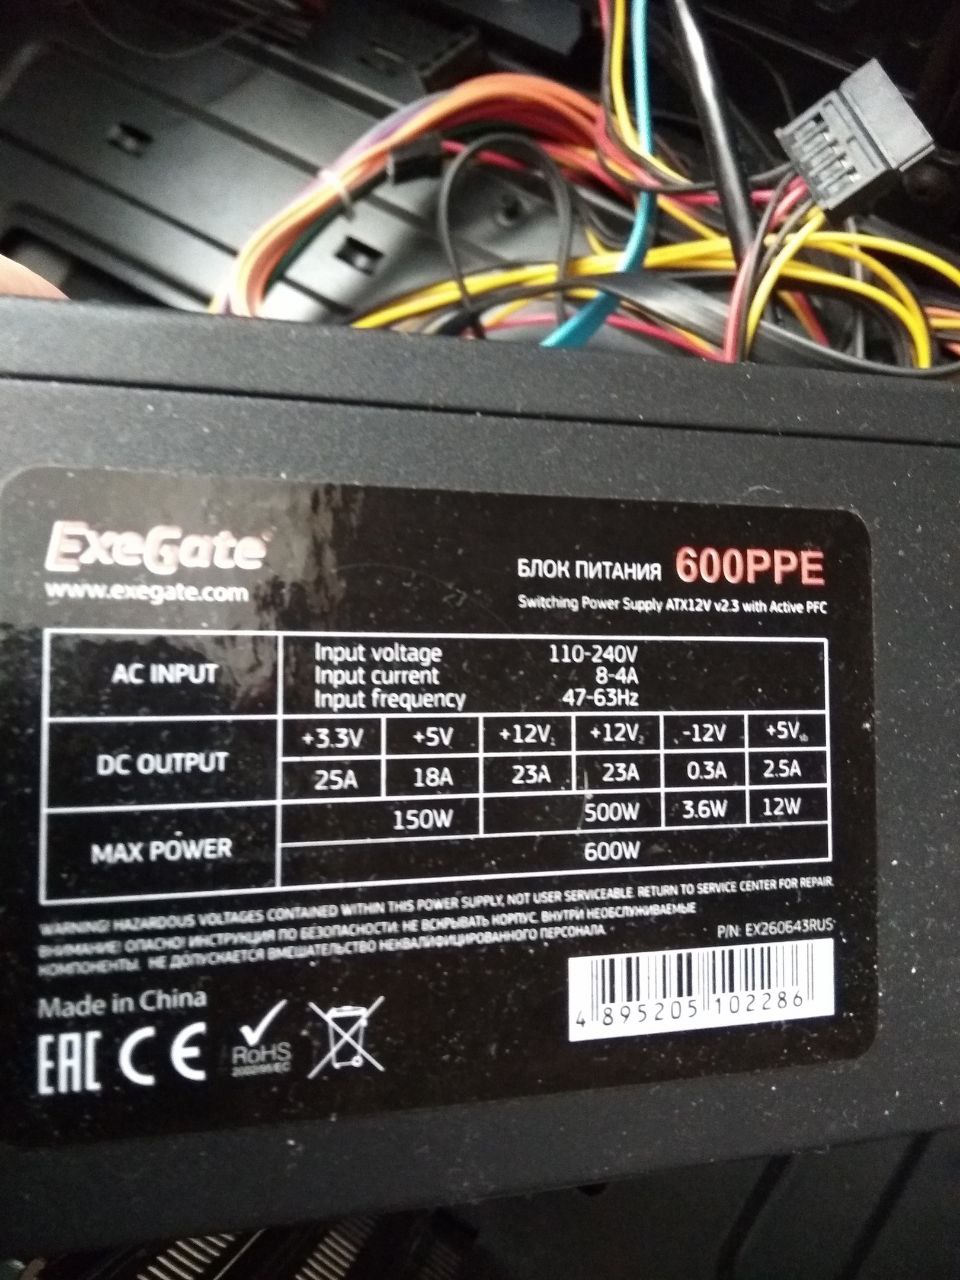 ExeGate
www.exegate.com
БЛОК ПИТАНИЯ 600PPE
Switching Power Supply ATX12V v2.3 with Active PFC
AC INPUT
Input voltage 110-240V
Input current 8-4A
Input frequency 47-63Hz
DC OUTPUT
+3.3V +5V +12V₁ +12V₂ -12V +5Vsb
25A 18A 23A 23A 0.3A 2.5A
MAX POWER
150W 500W 3.6W 12W
600W
WARNING! HAZARDOUS VOLTAGES CONTAINED WITHIN THIS POWER SUPPLY, NOT USER SERVICEABLE. RETURN TO SERVICE CENTER FOR REPAIR.
ВНИМАНИЕ! ОПАСНО! ИНСТРУКЦИЯ ПО БЕЗОПАСНОСТИ: НЕ ВСКРЫВАТЬ КОРПУС. ВНУТРИ НЕОБСЛУЖИВАЕМЫЕ
КОМПОНЕНТЫ. НЕ ДОПУСКАЕТСЯ ВМЕШАТЕЛЬСТВО НЕКВАЛИФИЦИРОВАННОГО ПЕРСОНАЛА
P/N: EX260643RUS
Made in China
4 895205 102286
EAC CE RoHS
2002/95/EC